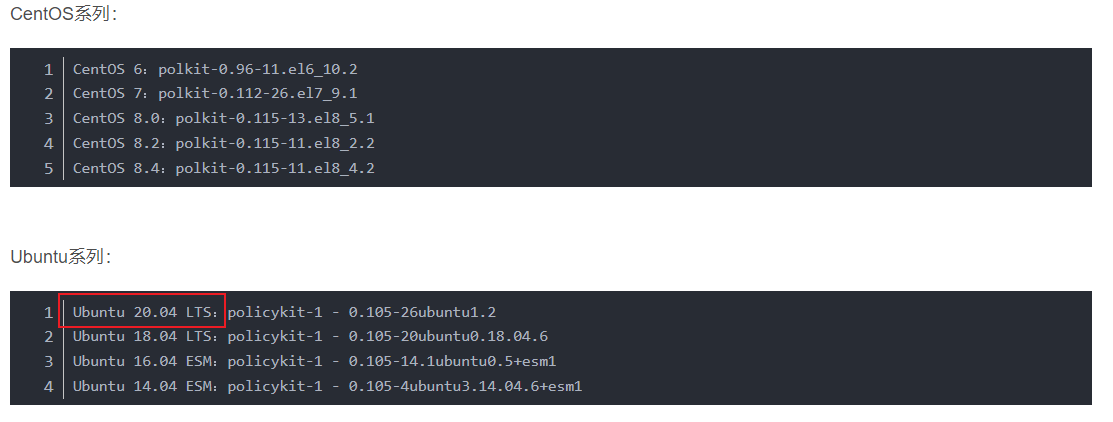 CentOS系列：
1 CentOS 6：polkit-0.96-11.el6_10.2
2 CentOS 7：polkit-0.112-26.el7_9.1
3 CentOS 8.0：polkit-0.115-13.el8_5.1
4 CentOS 8.2：polkit-0.115-11.el8_2.2
5 CentOS 8.4：polkit-0.115-11.el8_4.2
Ubuntu系列：
1 Ubuntu 20.04 LTS：policykit-1 - 0.105-26ubuntu1.2
2 Ubuntu 18.04 LTS：policykit-1 - 0.105-20ubuntu0.18.04.6
3 Ubuntu 16.04 ESM：policykit-1 - 0.105-14.1ubuntu0.5+esm1
4 Ubuntu 14.04 ESM：policykit-1 - 0.105-4ubuntu3.14.04.6+esm1